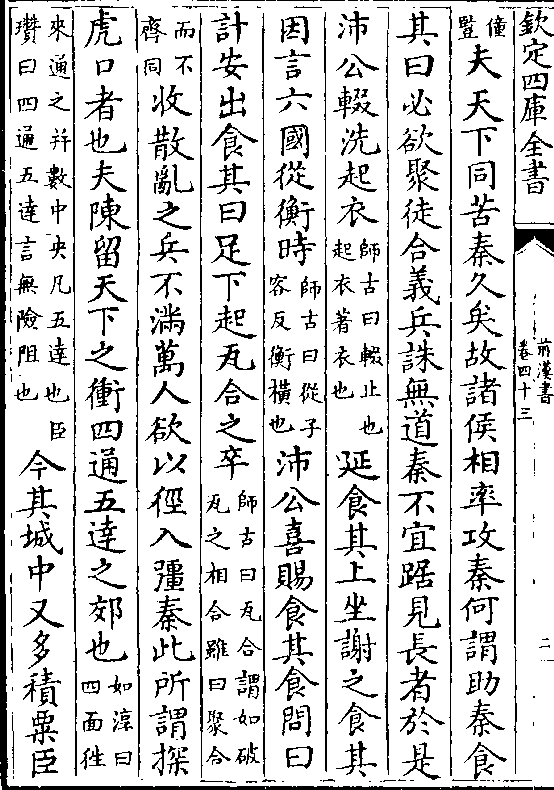 欽定四庫全書
前漢書
卷四十三
二
僮豎夫天下同苦秦久矣故諸侯相率攻秦何謂助秦食
其曰必欲聚徒合義兵誅無道秦不宜踞見長者於是
沛公輟洗起衣師古曰輟止也起衣著衣也延食其上坐謝之食其
因言六國從衡時師古曰從子容反衡橫也沛公喜賜食其食問曰
計安出食其曰足下起瓦合之卒師古曰瓦合謂如破瓦之相合雖曰聚合
而不齊同收散亂之兵不滿萬人欲以徑入彊秦此所謂探
虎口者也夫陳留天下之衝四通五達之郊也如淳曰四面往
來通之并數中央凡五達也臣瓚曰四通五達言無險阻也今其城中又多積粟臣